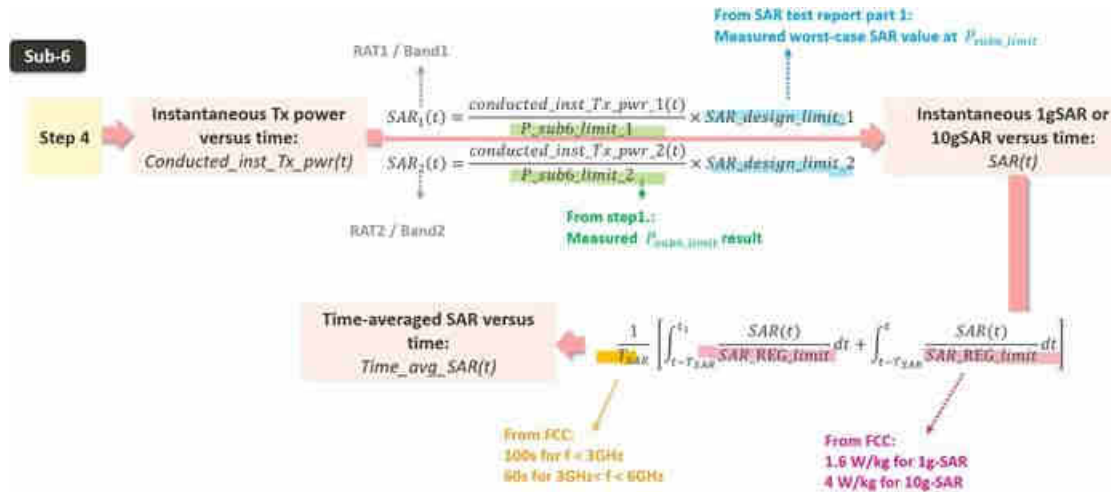 From SAR test report part 1:
Measured worst-case SAR value at P_sub6_limit
Sub-6
RAT1 / Band1
Step 4
Instantaneous Tx power
versus time:
Conducted_inst_Tx_pwr(t)
SAR₁(t) = conducted_inst_Tx_pwr_1(t) / P_sub6_limit_1 × SAR_design_limit_1
SAR₂(t) = conducted_inst_Tx_pwr_2(t) / P_sub6_limit_2 × SAR_design_limit_2
Instantaneous 1gSAR or
10gSAR versus time:
SAR(t)
RAT2 / Band2
From step1.:
Measured P_sub6_limit result
Time-averaged SAR versus
time:
Time_avg_SAR(t)
1/T_SAR [∫_{t-T_SAR}^{t₁} SAR(t)/SAR_REG_limit dt + ∫_{t-T_SAR}^{t} SAR(t)/SAR_REG_limit dt]
From FCC:
100s for f < 3GHz
60s for 3GHz< f < 6GHz
From FCC:
1.6 W/kg for 1g-SAR
4 W/kg for 10g-SAR